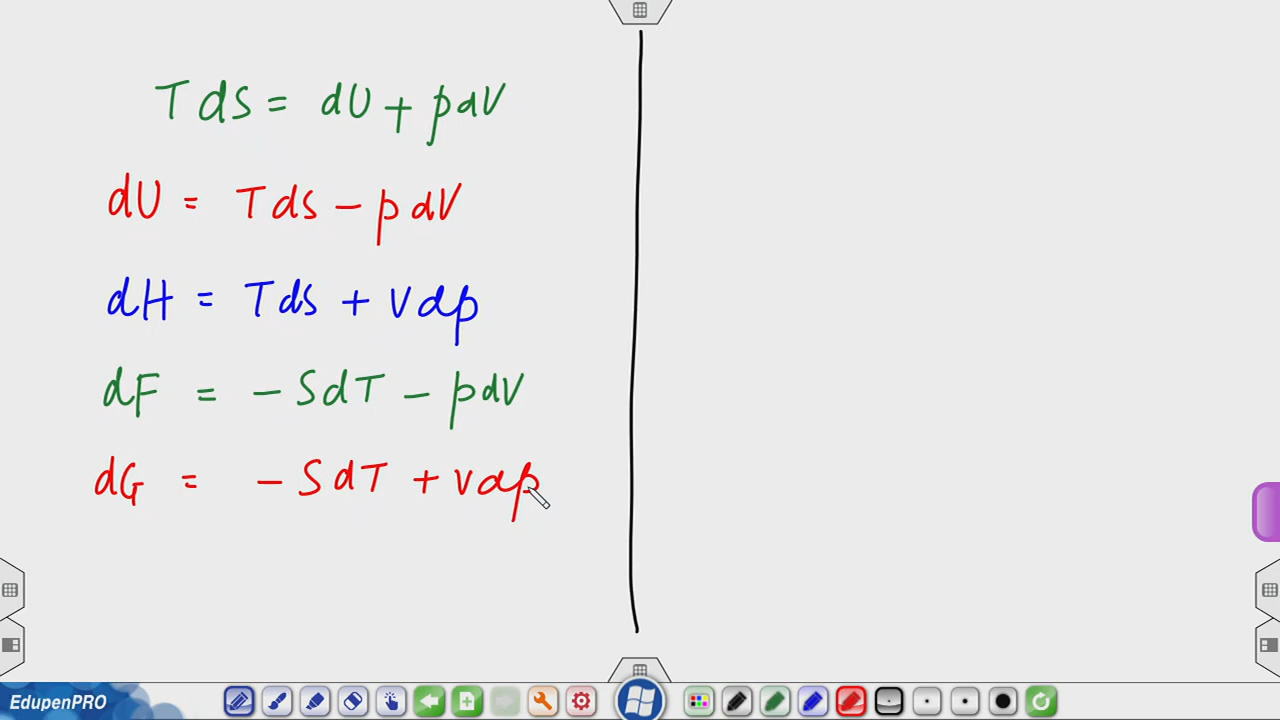 Tds = dU + pdV
dU = Tds - pdV
dH = Tds + Vdp
dF = - SdT - pdV
dG = - SdT + Vdp
EdupenPRO